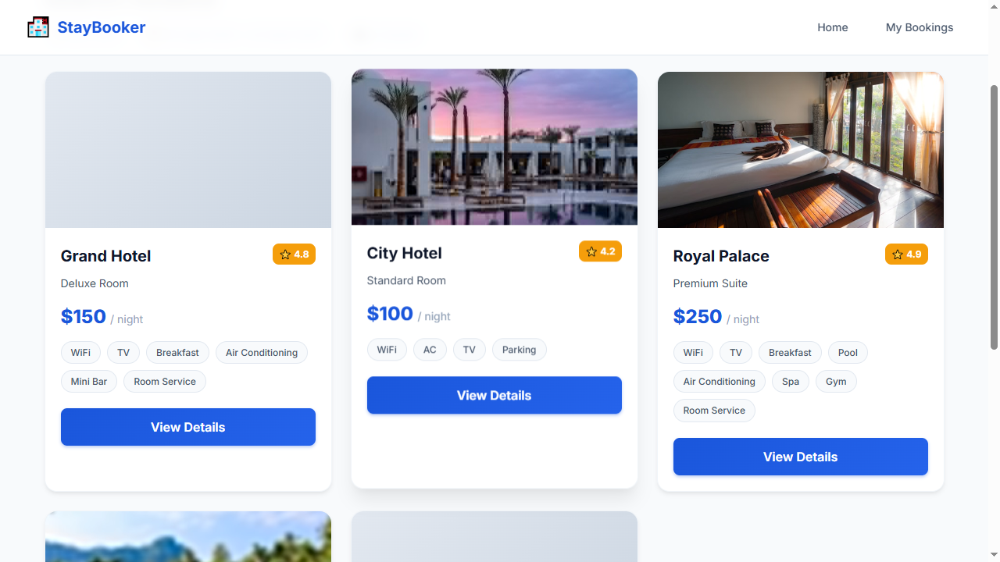 StayBooker
Home
My Bookings
Grand Hotel
4.8
Deluxe Room
$150 / night
WiFi
TV
Breakfast
Air Conditioning
Mini Bar
Room Service
View Details
City Hotel
4.2
Standard Room
$100 / night
WiFi
AC
TV
Parking
View Details
Royal Palace
4.9
Premium Suite
$250 / night
WiFi
TV
Breakfast
Pool
Air Conditioning
Spa
Gym
Room Service
View Details